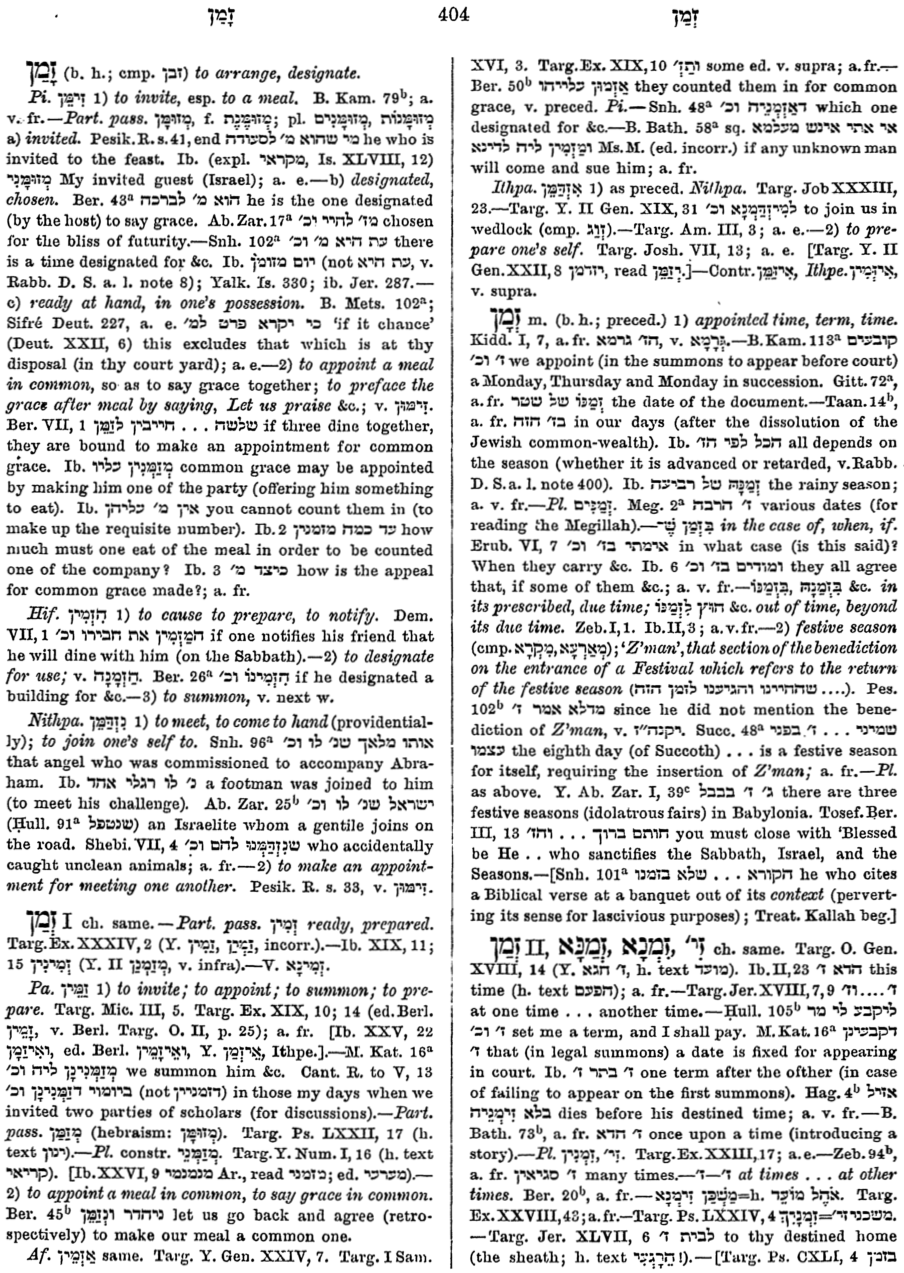 זָמַן 404 זְמַן
זָמַן (b. h.; cmp. זבן) to arrange, designate.
Pi. זִימֵּן 1) to invite, esp. to a meal. B. Kam. 79b; a.
v. fr.—Part. pass. מְזוּמָּן, f. מְזוּמֶּנֶת; pl. מְזוּמָּנִים, מְזוּמָּנוֹת
a) invited. Pesik. R. s. 41, end מי שהוא מ׳ לסעודה he who is
invited to the feast. Ib. (expl. מקראי, Is. XLVIII, 12)
מְזוּמָּנִי My invited guest (Israel); a. e.—b) designated,
chosen. Ber. 43a הוא מ׳ לברכה he is the one designated
(by the host) to say grace. Ab. Zar. 17a מז׳ לחיי וכ׳ chosen
for the bliss of futurity.—Snh. 102a עת היא מ׳ וכ׳ there
is a time designated for &c. Ib. יום מזומן (not עת היא, v.
Rabb. D. S. a. l. note 8); Yalk. Is. 330; ib. Jer. 287.—
c) ready at hand, in one's possession. B. Mets. 102a;
Sifré Deut. 227, a. e. כי יקרא פרט למ׳ 'if it chance'
(Deut. XXII, 6) this excludes that which is at thy
disposal (in thy court yard); a. e.—2) to appoint a meal
in common, so as to say grace together; to preface the
grace after meal by saying, Let us praise &c.; v. זִימּוּן.
Ber. VII, 1 שלשה . . . חייבין לְזַמֵּן if three dine together,
they are bound to make an appointment for common
grace. Ib. מְזַמְּנִין עליו common grace may be appointed
by making him one of the party (offering him something
to eat). Ib. אין מ׳ עליהן you cannot count them in (to
make up the requisite number). Ib. 2 עד כמה מזמנין how
much must one eat of the meal in order to be counted
one of the company? Ib. 3 כיצד מ׳ how is the appeal
for common grace made?; a. fr.
Hif. הִזְמִין 1) to cause to prepare, to notify. Dem.
VII, 1 המַזְמִין את חבירו וכ׳ if one notifies his friend that
he will dine with him (on the Sabbath).—2) to designate
for use; v. הַזְמָנָה. Ber. 26a הִזְמִינוֹ וכ׳ if he designated a
building for &c.—3) to summon, v. next w.
Nithpa. נִזְדַּמֵּן 1) to meet, to come to hand (providential-
ly); to join one's self to. Snh. 96a אותו מלאך שנ׳ לו וכ׳
that angel who was commissioned to accompany Abra-
ham. Ib. נ׳ לו רגלי אחד a footman was joined to him
(to meet his challenge). Ab. Zar. 25b ישראל שנ׳ לו וכ׳
(Ḥull. 91a שנטפל) an Israelite whom a gentile joins on
the road. Shebi. VII, 4 שנִזְדַּמְּנוּ להם וכ׳ who accidentally
caught unclean animals; a. fr.—2) to make an appoint-
ment for meeting one another. Pesik. R. s. 33, v. זִימּוּן.
זְמַן I ch. same.—Part. pass. זְמִין ready, prepared.
Targ. Ex. XXXIV, 2 (Y. זְמִין, זְמַיַן, incorr.).—Ib. XIX, 11;
15 זְמִינִין (Y. II מְזַמְּנָן, v. infra).—V. זְמִינָא.
Pa. זַמֵּין 1) to invite; to appoint; to summon; to pre-
pare. Targ. Mic. III, 5. Targ. Ex. XIX, 10; 14 (ed. Berl.
זָמֵין, v. Berl. Targ. O. II, p. 25); a. fr. [Ib. XXV, 22
וְאִיזָמַן, ed. Berl. וְאֵיזָמֵין, Y. אִיזְמַן, Ithpe.].—M. Kat. 16a
מְזַמְּנִינָן ליה וכ׳ we summon him &c. Cant. R. to V, 13
ביומוי דזַמְּנִינָן וכ׳ (not דזמניין) in those my days when we
invited two parties of scholars (for discussions).—Part.
pass. מְזַמַּן (hebraism: מְזוּמָּן). Targ. Ps. LXXII, 17 (h.
text ינון).—Pl. constr. מְזַמְּנֵי. Targ. Y. Num. I, 16 (h. text
קריאי). [Ib. XXVI, 9 מנמנמי Ar., read מזמני; ed. מערעי).—
2) to appoint a meal in common, to say grace in common.
Ber. 45b ניהדר וּנְזַמֵּן let us go back and agree (retro-
spectively) to make our meal a common one.
Af. אַזְמֵין same. Targ. Y. Gen. XXIV, 7. Targ. I Sam.
XVI, 3. Targ. Ex. XIX, 10 ותז׳ some ed. v. supra; a. fr.—
Ber. 50b אַזְמוּן עלייהו they counted them in for common
grace, v. preced. Pi.—Snh. 48a דאַזְמְנֵיה וכ׳ which one
designated for &c.—B. Bath. 58a sq. אי אתי אינש מעלמא
ומַזְמִין ליה לדינא Ms. M. (ed. incorr.) if any unknown man
will come and sue him; a. fr.
Ithpa. אִזְדַּמַּן 1) as preced. Nithpa. Targ. Job XXXIII,
23.—Targ. Y. II Gen. XIX, 31 למִיזְדַּמְּנָא וכ׳ to join us in
wedlock (cmp. זִוֵּג).—Targ. Am. III, 3; a. e.—2) to pre-
pare one's self. Targ. Josh. VII, 13; a. e. [Targ. Y. II
Gen. XXII, 8 יזדמן, read יְזַמֵּן.]—Contr. אִיזַּמֵּן, Ithpe. אִיזְמִין,
v. supra.
זְמַן m. (b. h.; preced.) 1) appointed time, term, time.
Kidd. I, 7, a. fr. הז׳ גרמא, v. גְּרָמָא.—B. Kam. 113a קובעים
ז׳ וכ׳ we appoint (in the summons to appear before court)
a Monday, Thursday and Monday in succession. Gitt. 72a,
a. fr. זְמַנּוֹ של שטר the date of the document.—Taan. 14b,
a. fr. בז׳ הזה in our days (after the dissolution of the
Jewish common-wealth). Ib. הכל לפי הז׳ all depends on
the season (whether it is advanced or retarded, v. Rabb.
D. S. a. l. note 400). Ib. זְמַנָּהּ של רביעה the rainy season;
a. v. fr.—Pl. זְמַנִּים. Meg. 2a ז׳ הרבה various dates (for
reading the Megillah).—בִּזְמַן שֶׁ׳ in the case of, when, if.
Erub. VI, 7 אימתי בז׳ וכ׳ in what case (is this said)?
When they carry &c. Ib. 6 ומודים בז׳ וכ׳ they all agree
that, if some of them &c.; a. v. fr.—בִּזְמַנּוֹ, בִּזְמַנָּהּ &c. in
its prescribed, due time; חוּץ לִזְמַנּוֹ &c. out of time, beyond
its due time. Zeb. I, 1. Ib. II, 3; a. v. fr.—2) festive season
(cmp. מְאַרְעָא, מִקְרָא); 'Z'man', that section of the benediction
on the entrance of a Festival which refers to the return
of the festive season (שהחיינו והגיענו לזמן הזה ....). Pes.
102b מדלא אמר ז׳ since he did not mention the bene-
diction of Z'man, v. יקנה״ז. Succ. 48a שמיני . . . ז׳ בפני
עצמו the eighth day (of Succoth) . . . is a festive season
for itself, requiring the insertion of Z'man; a. fr.—Pl.
as above. Y. Ab. Zar. I, 39c ג׳ ז׳ בבבל there are three
festive seasons (idolatrous fairs) in Babylonia. Tosef. Ber.
III, 13 חותם ברוך . . . והז׳ you must close with 'Blessed
be He . . who sanctifies the Sabbath, Israel, and the
Seasons.—[Snh. 101a הקורא . . . שלא בזמנו he who cites
a Biblical verse at a banquet out of its context (pervert-
ing its sense for lascivious purposes); Treat. Kallah beg.]
זְמַן II, זִמְנָא, זְמַנָּא, זִי׳ ch. same. Targ. O. Gen.
XVIII, 14 (Y. ז׳ חגא, h. text מועד). Ib. II, 23 הדא ז׳ this
time (h. text הפעם); a. fr.—Targ. Jer. XVIII, 7, 9 ז׳....וז׳
at one time . . . another time.—Ḥull. 105b ליקבע לי מר
ז׳ וכ׳ set me a term, and I shall pay. M. Kat. 16a דקבעינן
ז׳ that (in legal summons) a date is fixed for appearing
in court. Ib. ז׳ בתר ז׳ one term after the other (in case
of failing to appear on the first summons). Hag. 4b אזיל
בלא זִימְנֵיה dies before his destined time; a. v. fr.—B.
Bath. 73b, a. fr. ז׳ חדא once upon a time (introducing a
story).—Pl. זִמְנִין, זִי׳. Targ. Ex. XXIII, 17; a. e.—Zeb. 94b,
a. fr. ז׳ סגיאין many times.—ז׳—ז׳ at times . . . at other
times. Ber. 20b, a. fr.—מַשְׁכַּן זִימְנָא=h. אֹהֶל מוֹעֵד. Targ.
Ex. XXVIII, 43; a. fr.—Targ. Ps. LXXIV, 4 זִמְנָיךְ=משכני זי׳.
—Targ. Jer. XLVII, 6 לבית ז׳ to thy destined home
(the sheath; h. text הֵרָגְעִי!).—[Targ. Ps. CXLI, 4 בזמן